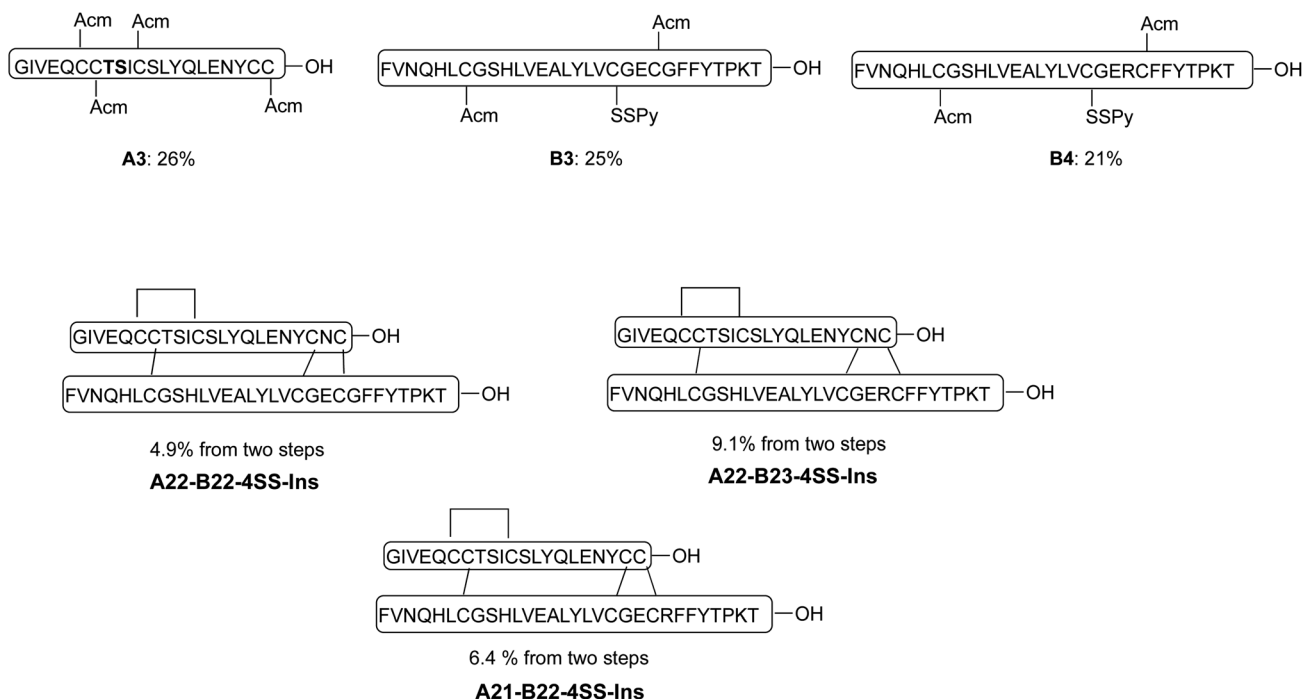 Acm Acm
GIVEQCCTSICSLYQLENYCC OH
Acm Acm
A3: 26%
Acm
FVNQHLCGSHLVEALYLVCGECGFFYTPKT OH
Acm SSPy
B3: 25%
Acm
FVNQHLCGSHLVEALYLVCGERCFFYTPKT OH
Acm SSPy
B4: 21%
GIVEQCCTSICSLYQLENYCNC OH
FVNQHLCGSHLVEALYLVCGECGFFYTPKT OH
4.9% from two steps
A22-B22-4SS-Ins
GIVEQCCTSICSLYQLENYCNC OH
FVNQHLCGSHLVEALYLVCGERCFFYTPKT OH
9.1% from two steps
A22-B23-4SS-Ins
GIVEQCCTSICSLYQLENYCC OH
FVNQHLCGSHLVEALYLVCGECRFFYTPKT OH
6.4 % from two steps
A21-B22-4SS-Ins